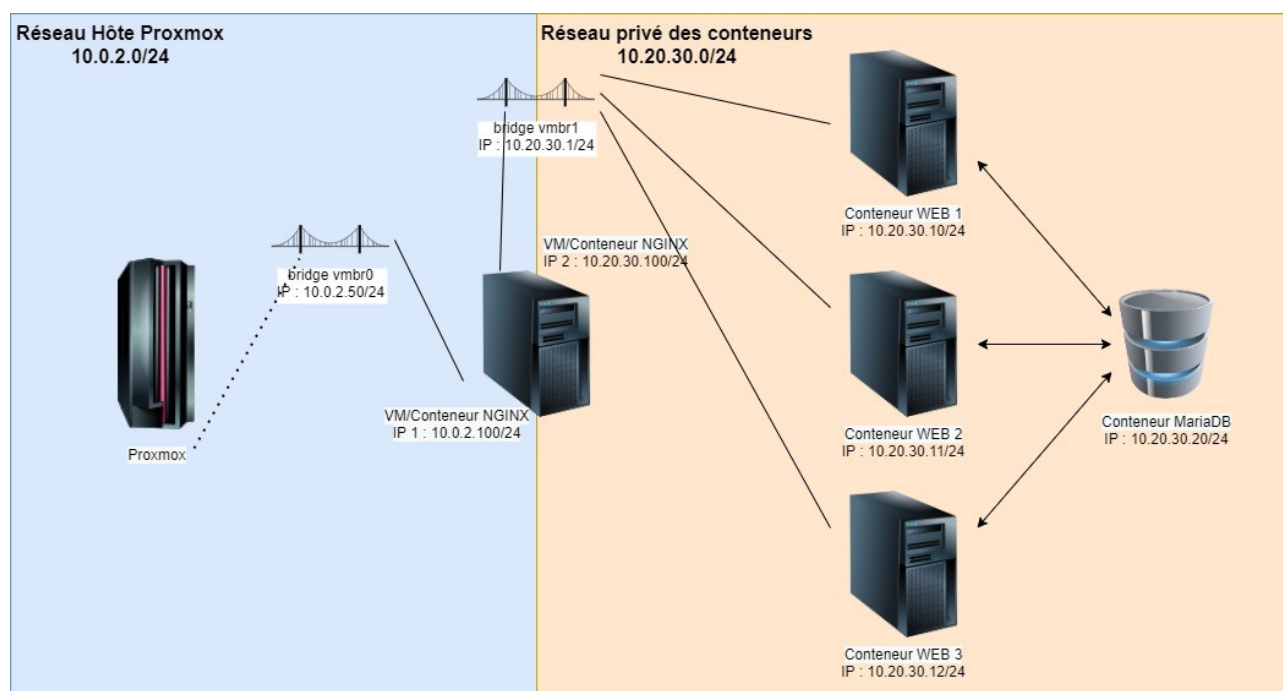 Réseau Hôte Proxmox
10.0.2.0/24
Réseau privé des conteneurs
10.20.30.0/24
bridge vmbr1
IP : 10.20.30.1/24
Conteneur WEB 1
IP : 10.20.30.10/24
bridge vmbr0
IP : 10.0.2.50/24
VM/Conteneur NGINX
IP 2 : 10.20.30.100/24
VM/Conteneur NGINX
IP 1 : 10.0.2.100/24
Proxmox
Conteneur WEB 2
IP : 10.20.30.11/24
Conteneur MariaDB
IP : 10.20.30.20/24
Conteneur WEB 3
IP : 10.20.30.12/24